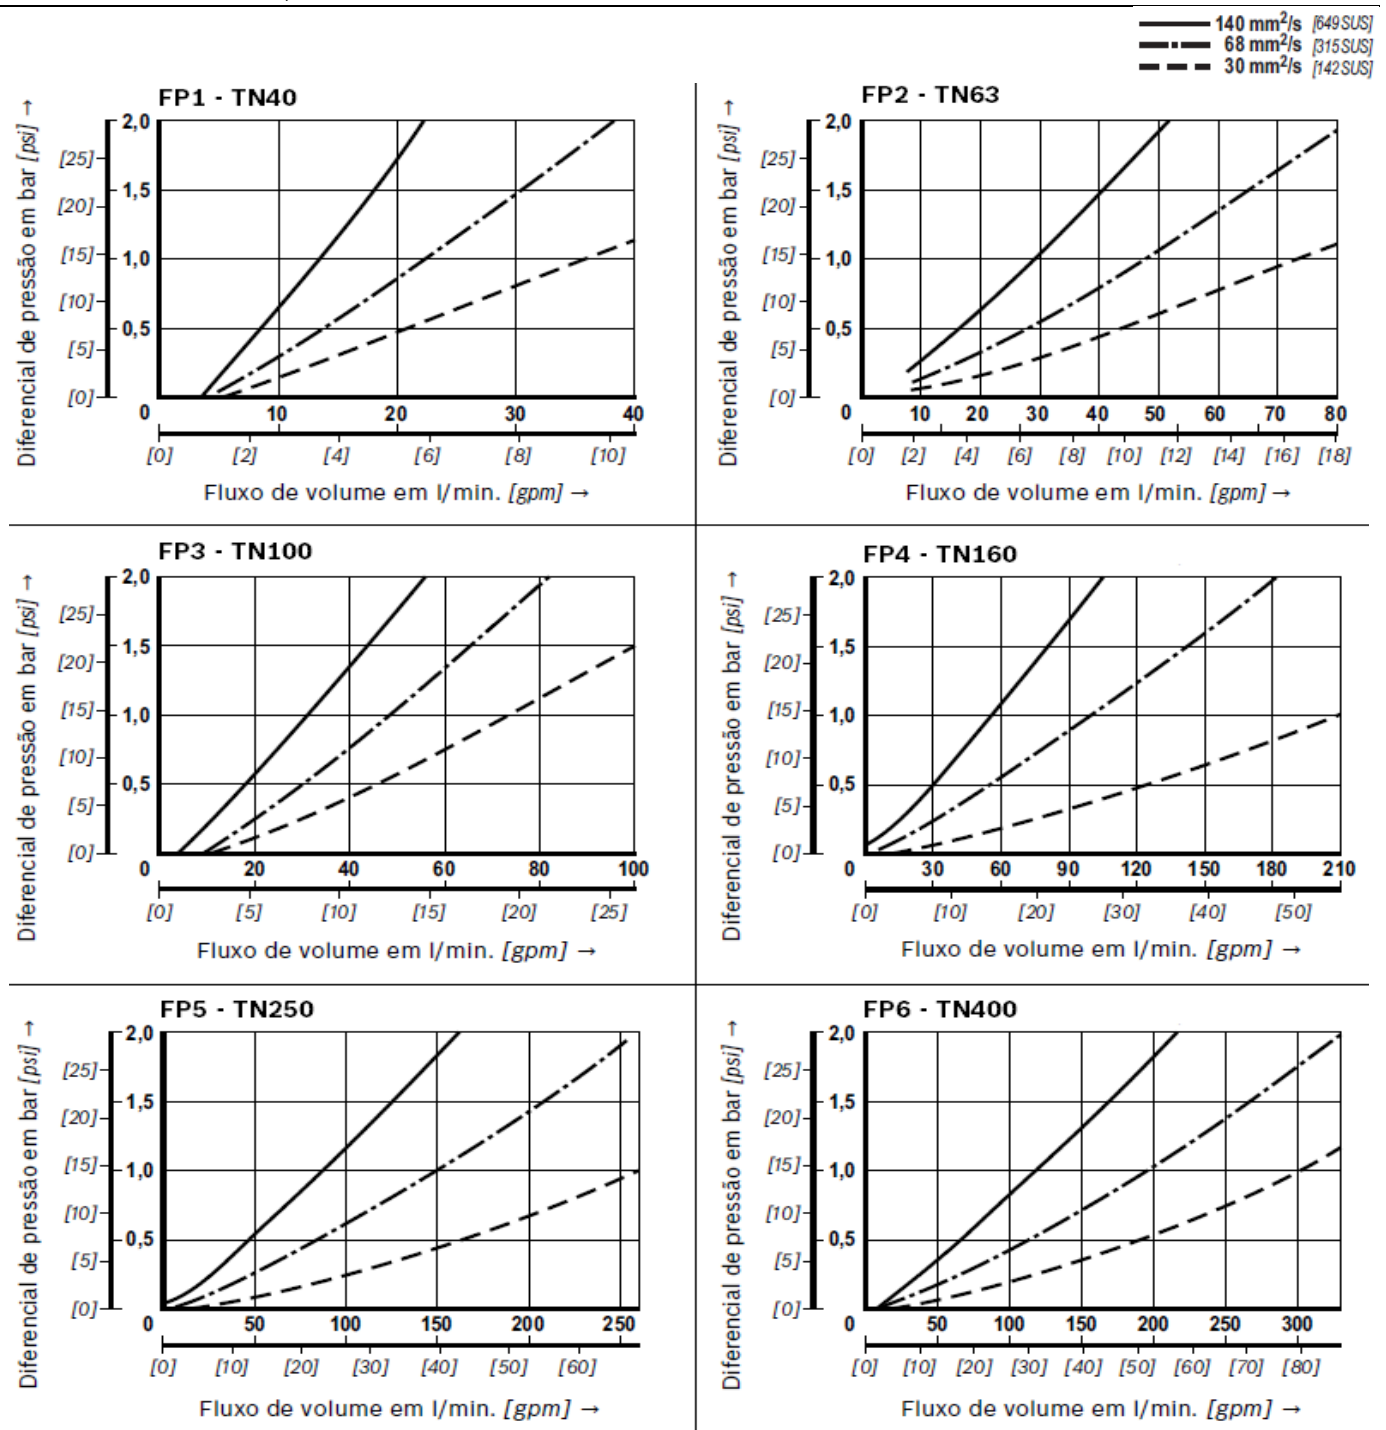 140 mm²/s [649 SUS]
68 mm²/s [315 SUS]
30 mm²/s [142 SUS]
FP1 - TN40
Diferencial de pressão em bar [psi] →
[25]
[20]
[15]
[10]
[5]
[0]
2,0
1,5
1,0
0,5
0 10 20 30 40
[0] [2] [4] [6] [8] [10]
Fluxo de volume em l/min. [gpm] →
FP2 - TN63
Diferencial de pressão em bar [psi] →
[25]
[20]
[15]
[10]
[5]
[0]
2,0
1,5
1,0
0,5
0 10 20 30 40 50 60 70 80
[0] [2] [4] [6] [8] [10] [12] [14] [16] [18]
Fluxo de volume em l/min. [gpm] →
FP3 - TN100
Diferencial de pressão em bar [psi] →
[25]
[20]
[15]
[10]
[5]
[0]
2,0
1,5
1,0
0,5
0 20 40 60 80 100
[0] [5] [10] [15] [20] [25]
Fluxo de volume em l/min. [gpm] →
FP4 - TN160
Diferencial de pressão em bar [psi] →
[25]
[20]
[15]
[10]
[5]
[0]
2,0
1,5
1,0
0,5
0 30 60 90 120 150 180 210
[0] [10] [20] [30] [40] [50]
Fluxo de volume em l/min. [gpm] →
FP5 - TN250
Diferencial de pressão em bar [psi] →
[25]
[20]
[15]
[10]
[5]
[0]
2,0
1,5
1,0
0,5
0 50 100 150 200 250
[0] [10] [20] [30] [40] [50] [60]
Fluxo de volume em l/min. [gpm] →
FP6 - TN400
Diferencial de pressão em bar [psi] →
[25]
[20]
[15]
[10]
[5]
[0]
2,0
1,5
1,0
0,5
0 50 100 150 200 250 300
[0] [10] [20] [30] [40] [50] [60] [70] [80]
Fluxo de volume em l/min. [gpm] →